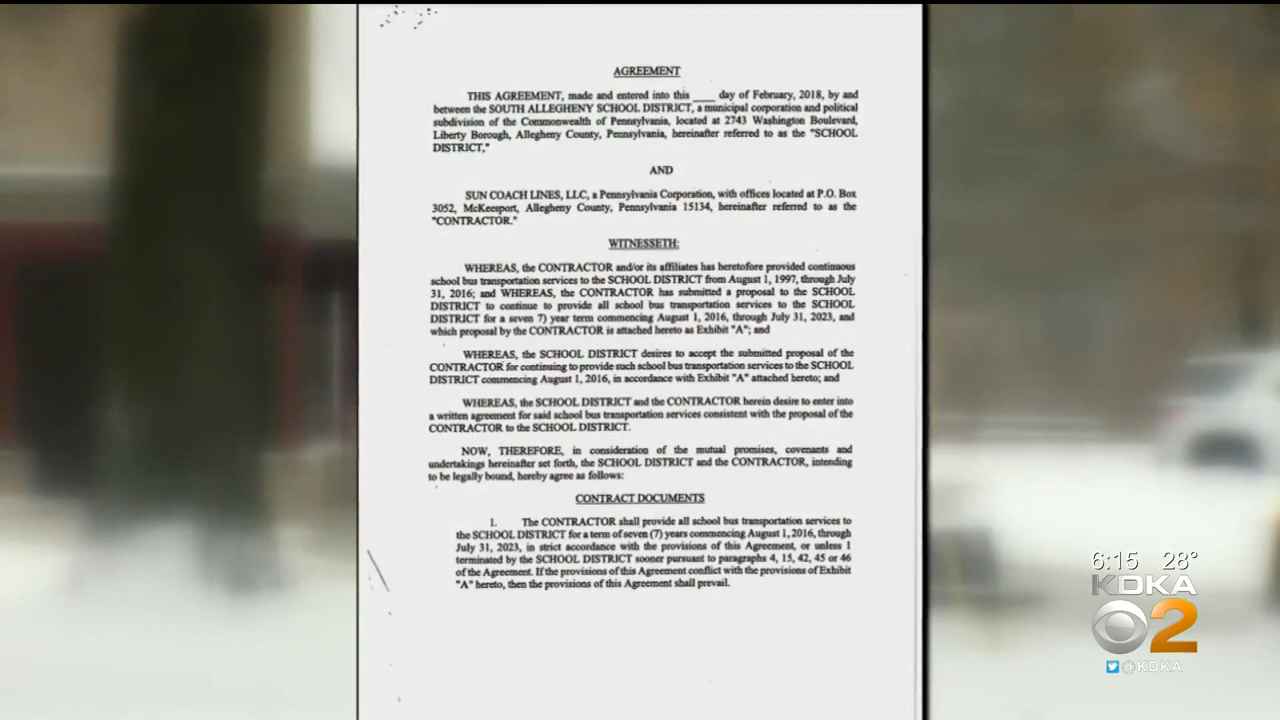 AGREEMENT
THIS AGREEMENT, made and entered into this ____ day of February, 2018, by and
between the SOUTH ALLEGHENY SCHOOL DISTRICT, a municipal corporation and political
subdivision of the Commonwealth of Pennsylvania, located at 2743 Washington Boulevard,
Liberty Borough, Allegheny County, Pennsylvania, hereinafter referred to as the "SCHOOL
DISTRICT,"
AND
SUN COACH LINES, LLC, a Pennsylvania Corporation, with offices located at P.O. Box
3052, McKeesport, Allegheny County, Pennsylvania 15134, hereinafter referred to as the
"CONTRACTOR."
WITNESSETH:
WHEREAS, the CONTRACTOR and/or its affiliates has heretofore provided continuous
school bus transportation services to the SCHOOL DISTRICT from August 1, 1997, through July
31, 2016; and WHEREAS, the CONTRACTOR has submitted a proposal to the SCHOOL
DISTRICT to continue to provide all school bus transportation services to the SCHOOL
DISTRICT for a seven 7) year term commencing August 1, 2016, through July 31, 2023, and
which proposal by the CONTRACTOR is attached hereto as Exhibit "A"; and
WHEREAS, the SCHOOL DISTRICT desires to accept the submitted proposal of the
CONTRACTOR for continuing to provide such school bus transportation services to the SCHOOL
DISTRICT commencing August 1, 2016, in accordance with Exhibit "A" attached hereto; and
WHEREAS, the SCHOOL DISTRICT and the CONTRACTOR herein desire to enter into
a written agreement for said school bus transportation services consistent with the proposal of the
CONTRACTOR to the SCHOOL DISTRICT.
NOW, THEREFORE, in consideration of the mutual promises, covenants and
undertakings hereinafter set forth, the SCHOOL DISTRICT and the CONTRACTOR, intending
to be legally bound, hereby agree as follows:
CONTRACT DOCUMENTS
1. The CONTRACTOR shall provide all school bus transportation services to
the SCHOOL DISTRICT for a term of seven (7) years commencing August 1, 2016, through
July 31, 2023, in strict accordance with the provisions of this Agreement, or unless 1
terminated by the SCHOOL DISTRICT sooner pursuant to paragraphs 4, 15, 42, 45 or 46
of the Agreement. If the provisions of this Agreement conflict with the provisions of Exhibit
"A" hereto, then the provisions of this Agreement shall prevail.
6:15 28°
KDKA
2
@KDKA